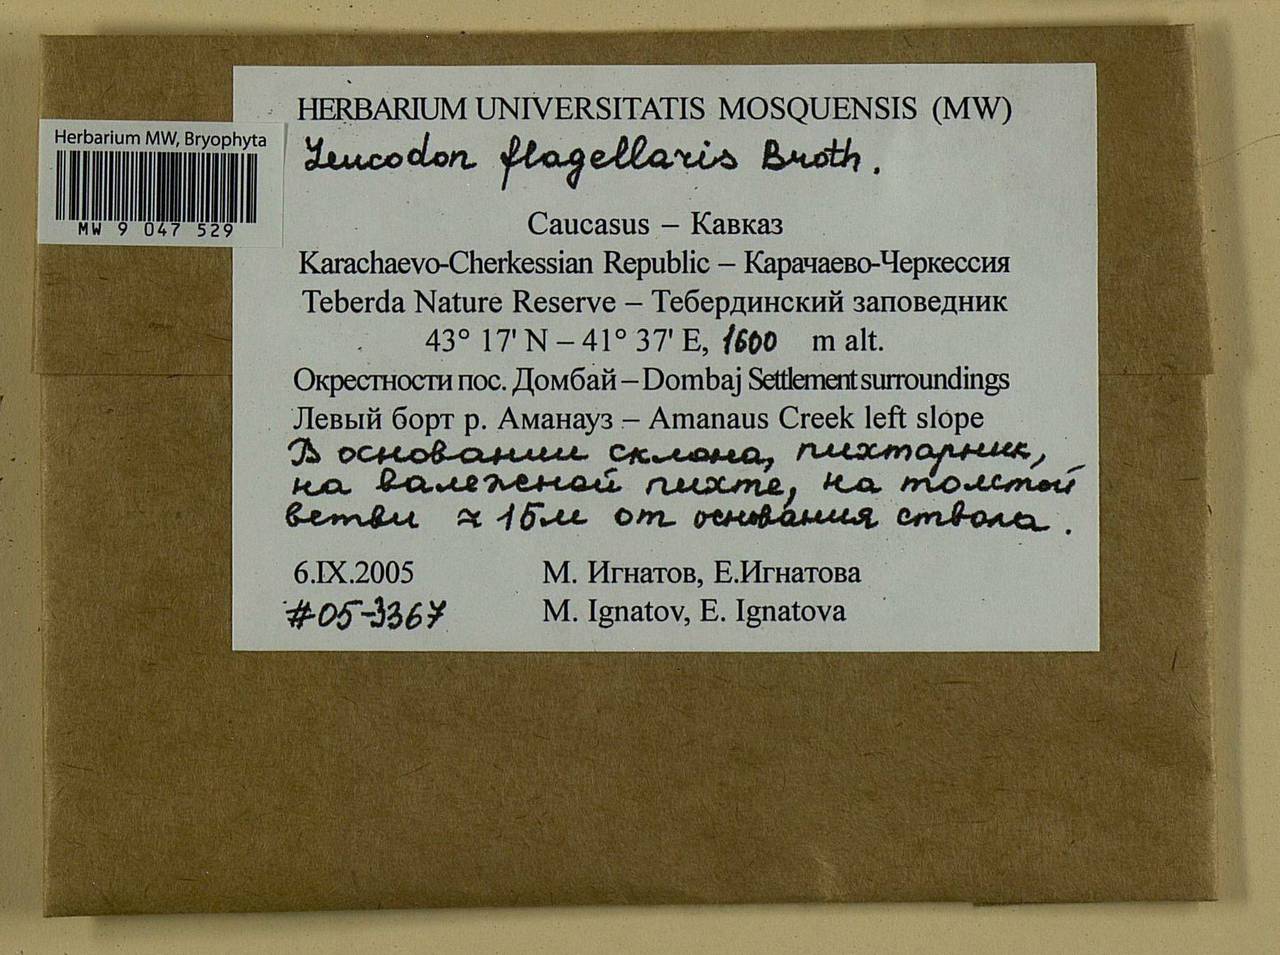 HERBARIUM UNIVERSITATIS MOSQUENSIS (MW)
Herbarium MW, Bryophyta
MW 9 047 529
Leucodon flagellaris Broth.
Caucasus – Кавказ
Karachaevo-Cherkessian Republic – Карачаево-Черкессия
Teberda Nature Reserve – Тебердинский заповедник
43° 17' N – 41° 37' E, 1600 m alt.
Окрестности пос. Домбай – Dombaj Settlement surroundings
Левый борт р. Аманауз – Amanaus Creek left slope
В основании склона, пихтарник,
на валежной пихте, на толстой
ветви ≈ 15м от основания ствола.
6.IX.2005 М. Игнатов, Е.Игнатова
#05-3367 M. Ignatov, E. Ignatova